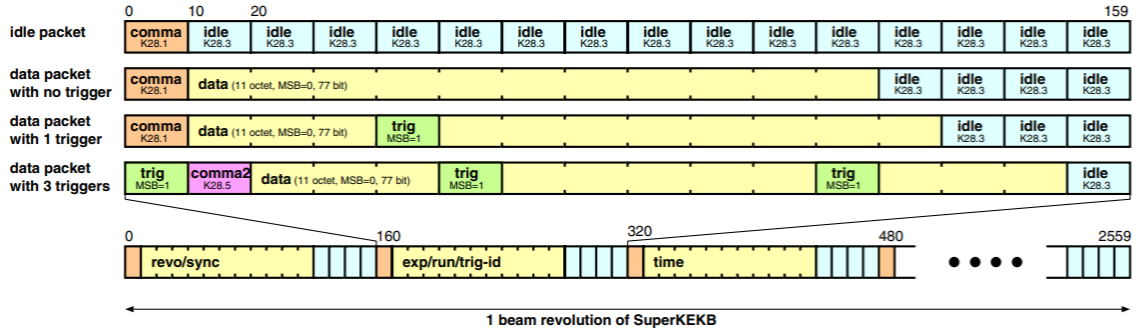 0 10 20 159
idle packet comma idle idle idle idle idle idle idle idle idle idle idle idle idle idle idle
K28.1 K28.3 K28.3 K28.3 K28.3 K28.3 K28.3 K28.3 K28.3 K28.3 K28.3 K28.3 K28.3 K28.3 K28.3 K28.3
data packet
with no trigger
comma data (11 octet, MSB=0, 77 bit) idle idle idle idle
K28.1 K28.3 K28.3 K28.3 K28.3
data packet
with 1 trigger
comma data (11 octet, MSB=0, 77 bit) trig idle idle idle
K28.1 MSB=1 K28.3 K28.3 K28.3
data packet
with 3 triggers
trig comma2 data (11 octet, MSB=0, 77 bit) trig trig idle
MSB=1 K28.5 MSB=1 MSB=1 K28.3
0 160 320 480 2559
revo/sync exp/run/trig-id time
1 beam revolution of SuperKEKB